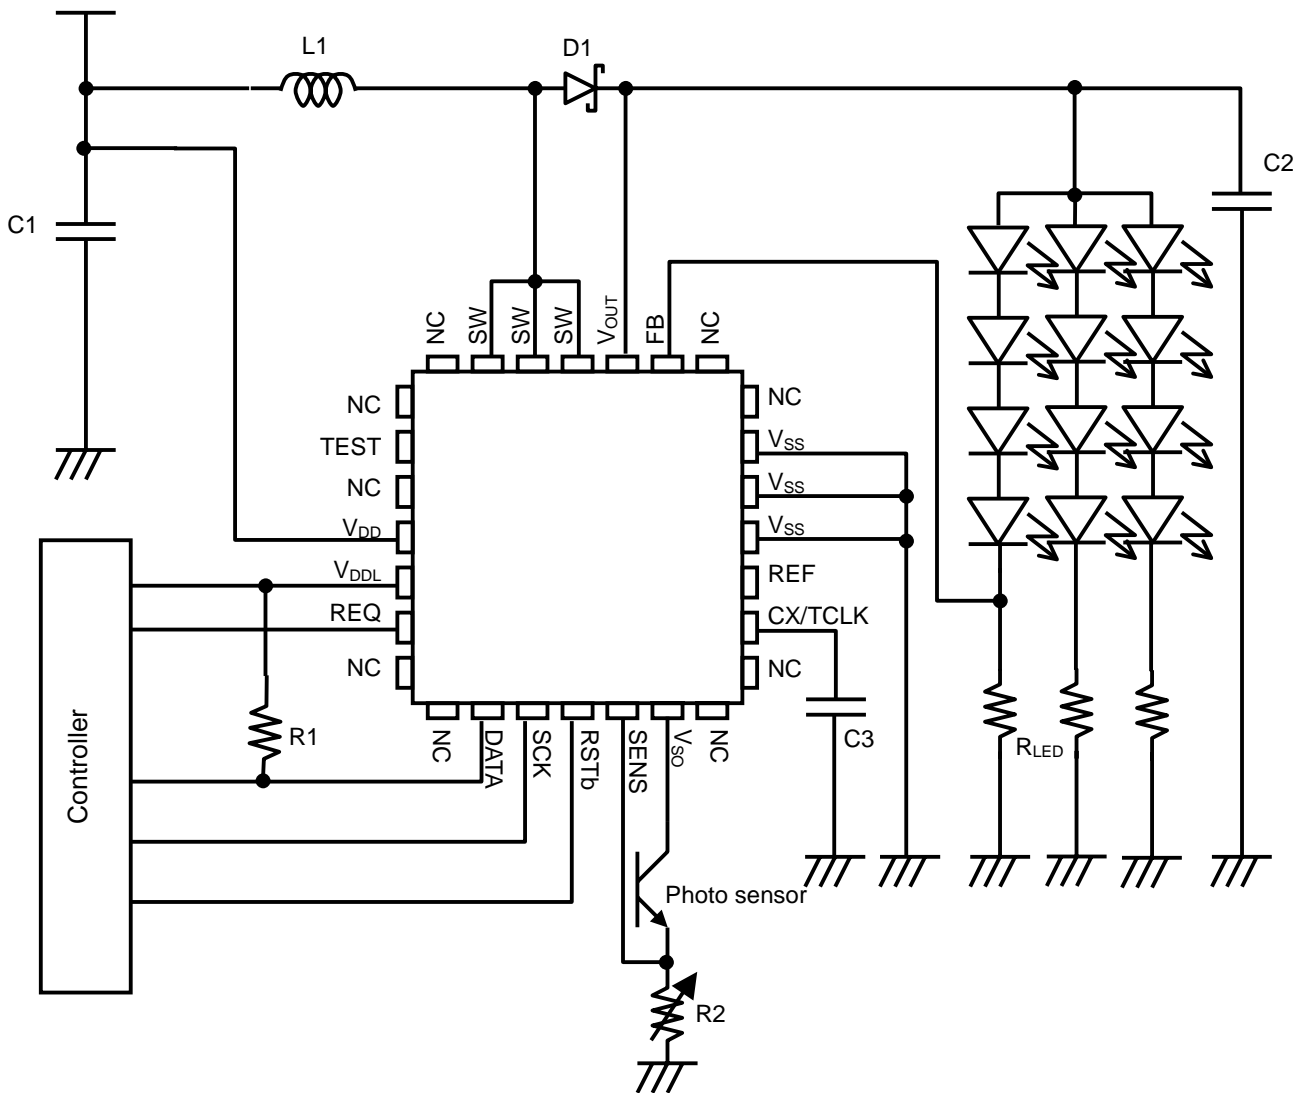 L1
D1
C2
C1
NC
SW
SW
SW
VOUT
FB
NC
NC
TEST
NC
VDD
VDDL
REQ
NC
NC
VSS
VSS
VSS
REF
CX/TCLK
NC
NC
DATA
SCK
RSTb
SENS
VSO
NC
R1
C3
RLED
Controller
Photo sensor
R2